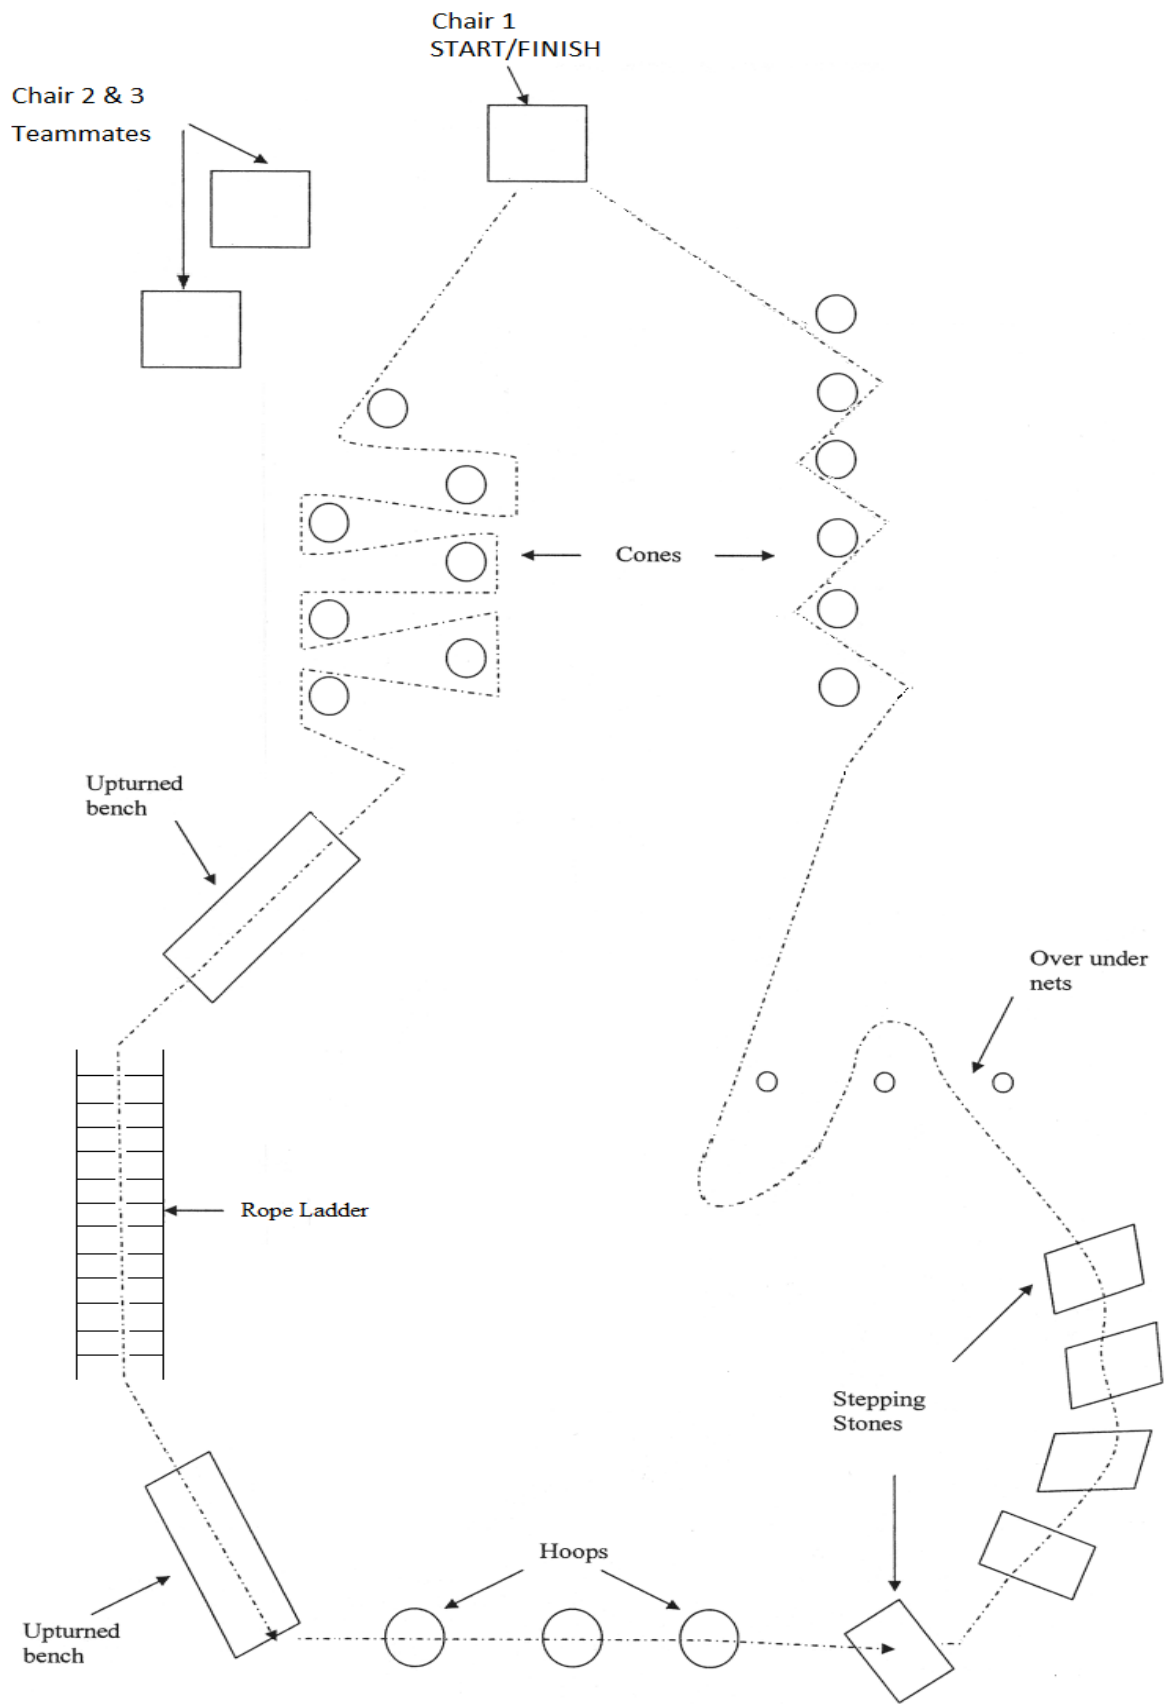 Chair 1
START/FINISH
Chair 2 & 3
Teammates
Cones
Upturned
bench
Over under
nets
Rope Ladder
Stepping
Stones
Hoops
Upturned
bench